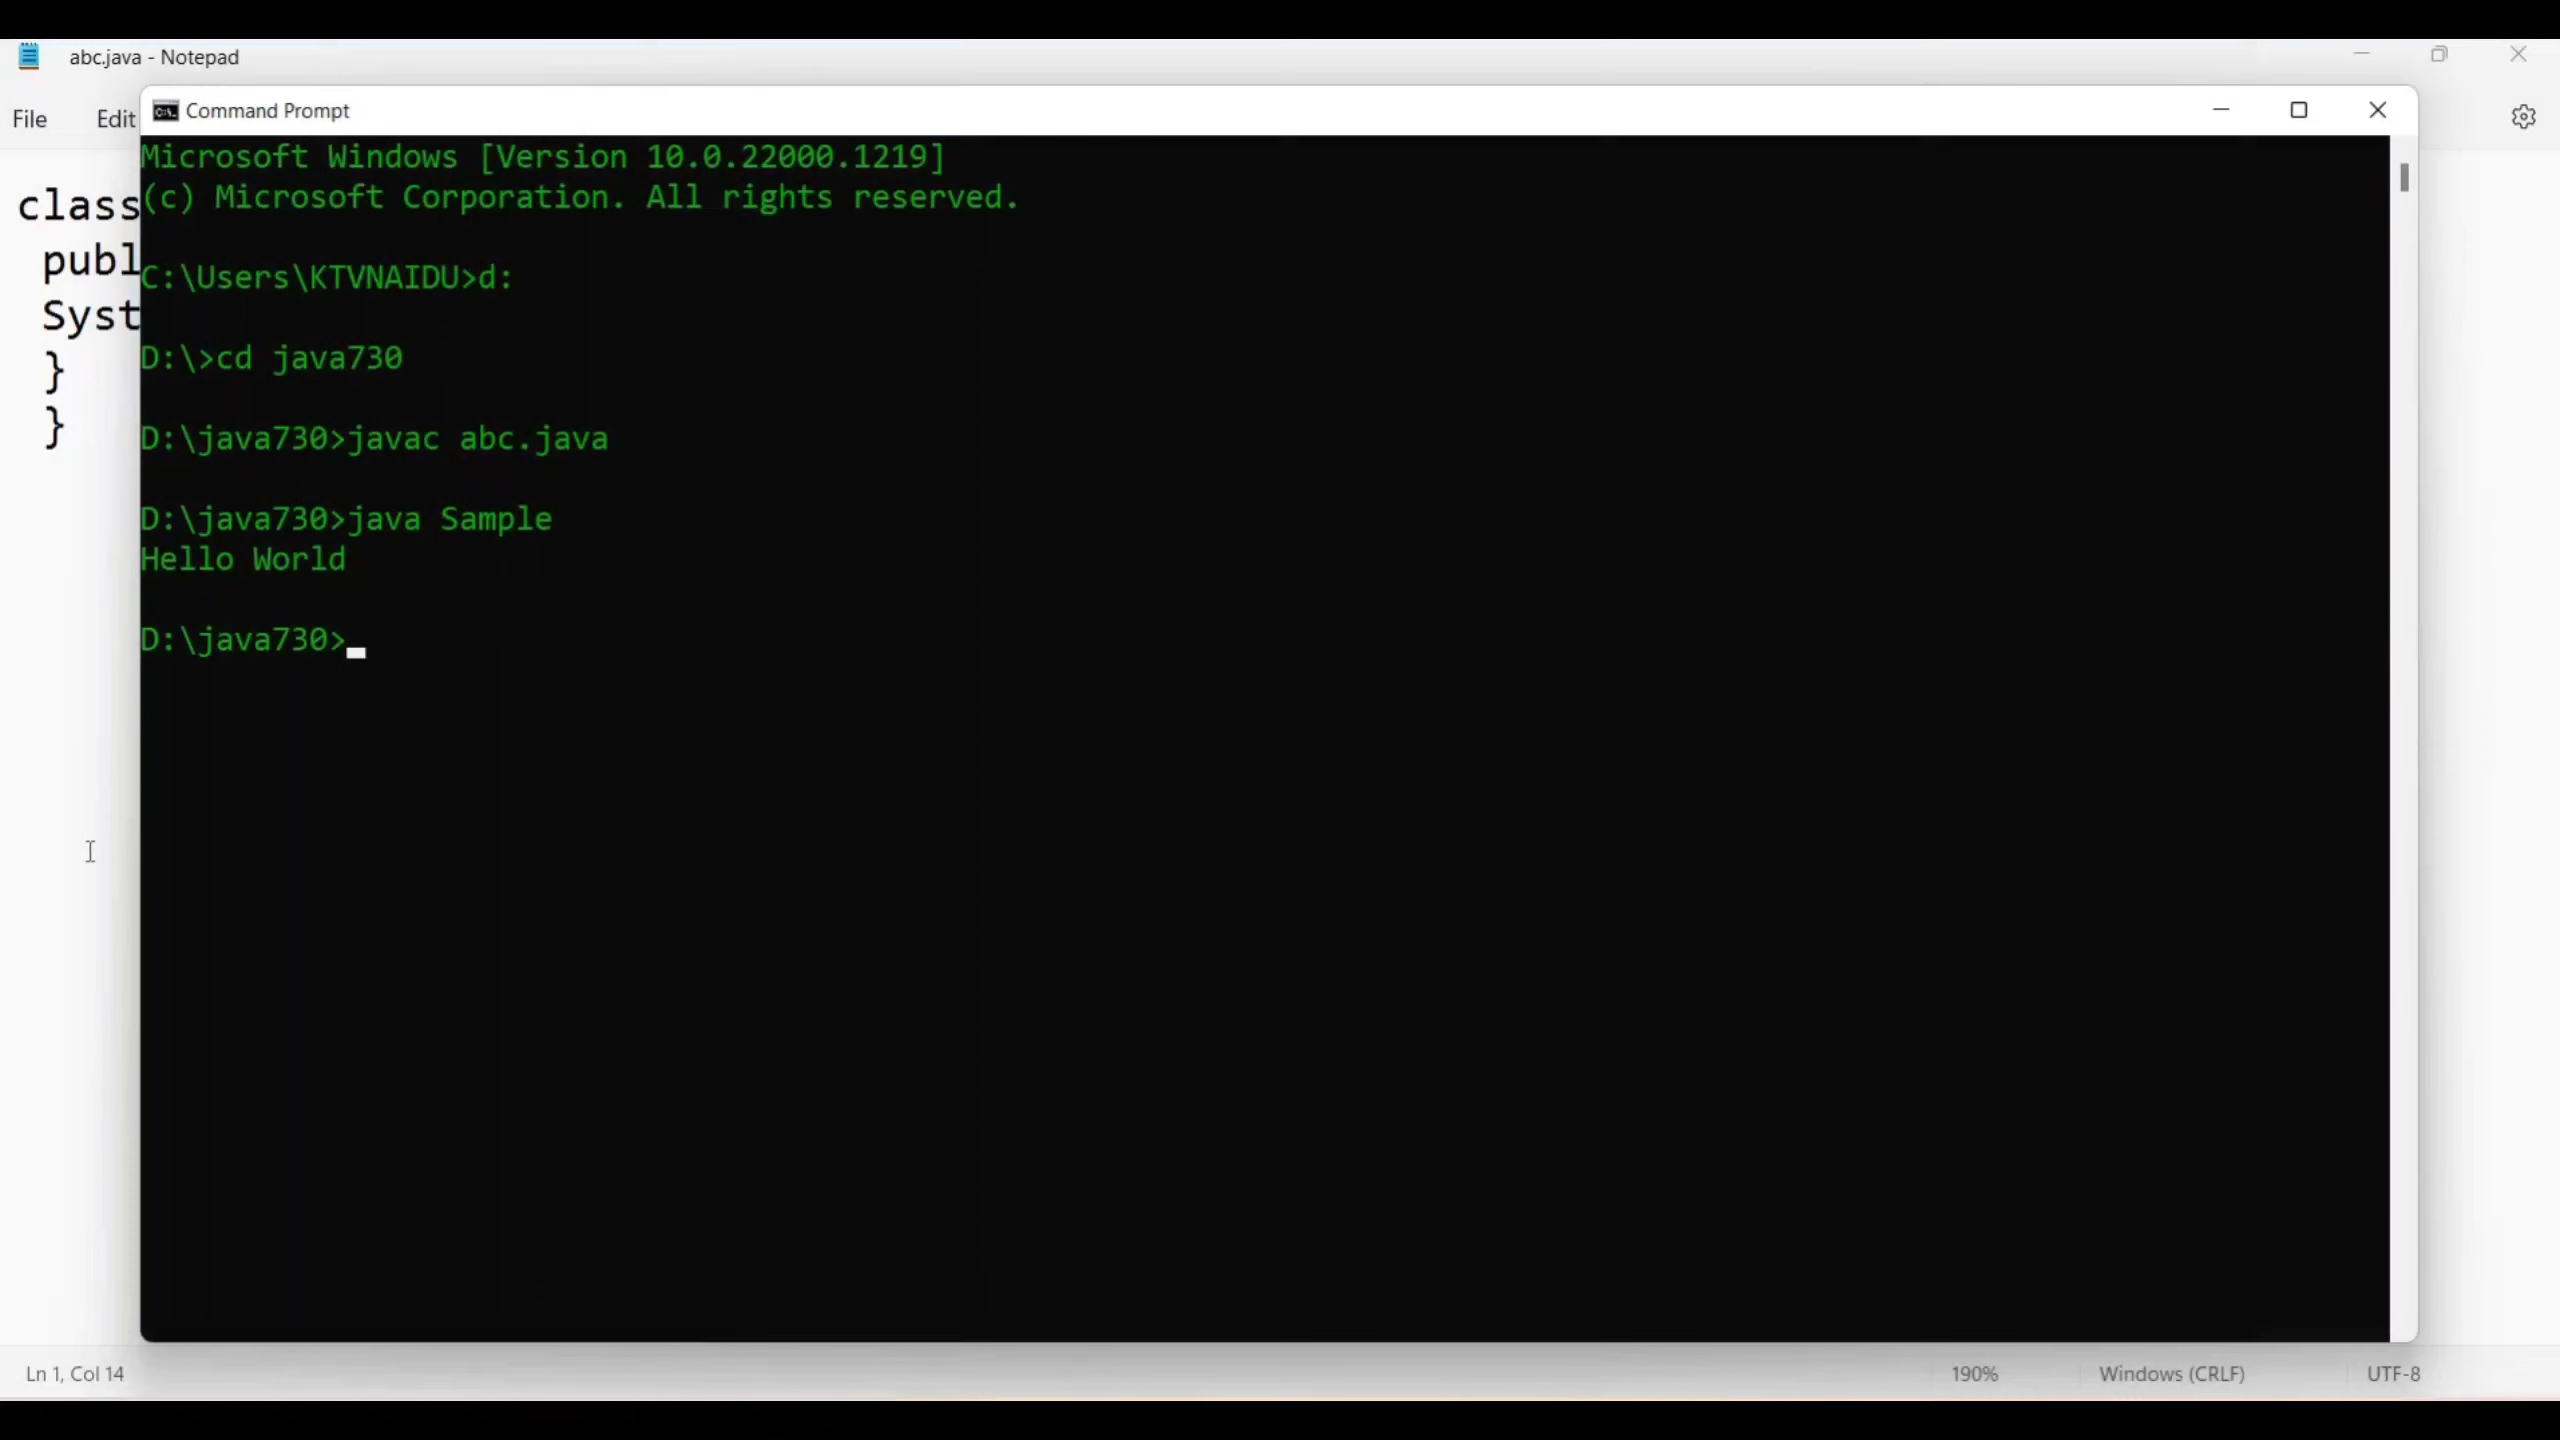 abc.java - Notepad
File Edit
Command Prompt
class
publ
Syst
}
}
Microsoft Windows [Version 10.0.22000.1219]
(c) Microsoft Corporation. All rights reserved.
C:\Users\KTVNAIDU>d:
D:\>cd java730
D:\java730>javac abc.java
D:\java730>java Sample
Hello World
D:\java730>
Ln 1, Col 14
190%
Windows (CRLF)
UTF-8